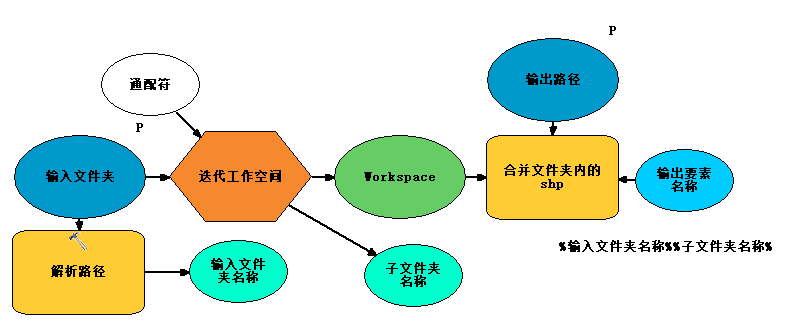 P
通配符
输出路径
P
输入文件夹
迭代工作空间
Workspace
合并文件夹内的
shp
输出要素
名称
%输入文件夹名称%%子文件夹名称%
解析路径
输入文件
夹名称
子文件夹
名称